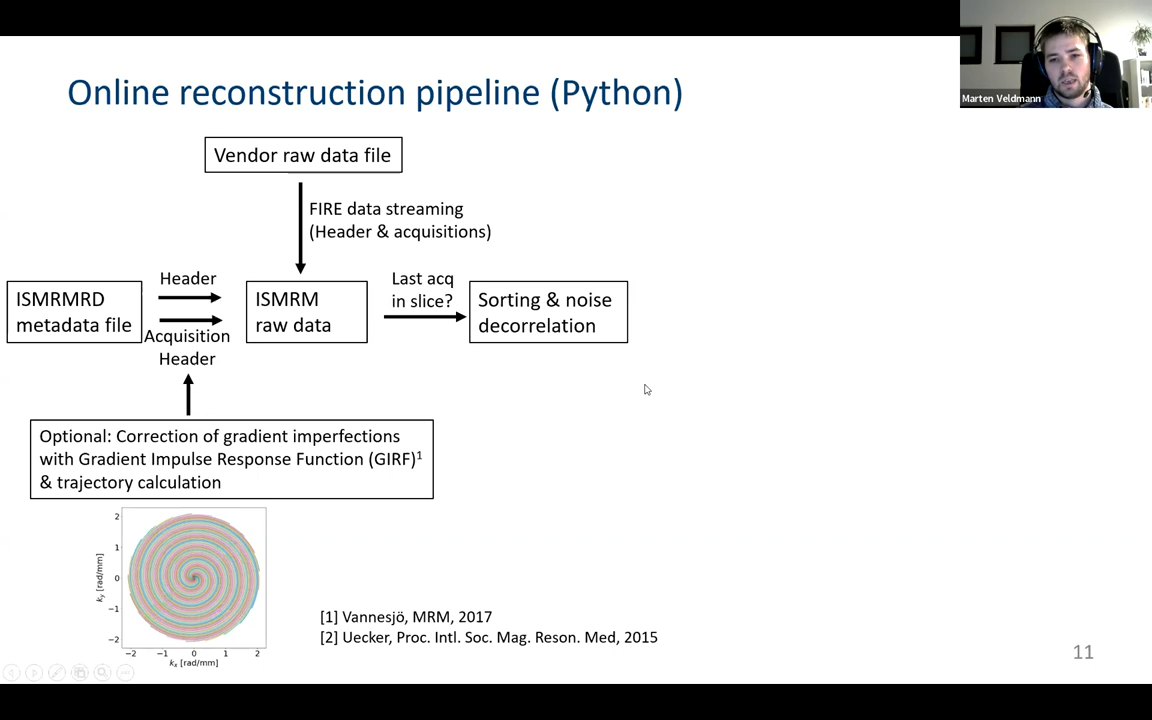 Online reconstruction pipeline (Python)
Marten Veldmann
Vendor raw data file
FIRE data streaming
(Header & acquisitions)
ISMRMRD
metadata file
Header
Acquisition
Header
ISMRM
raw data
Last acq
in slice?
Sorting & noise
decorrelation
Optional: Correction of gradient imperfections
with Gradient Impulse Response Function (GIRF)¹
& trajectory calculation
2
1
0
−1
−2
k_y [rad/mm]
−2 −1 0 1 2
k_x [rad/mm]
[1] Vannesjö, MRM, 2017
[2] Uecker, Proc. Intl. Soc. Mag. Reson. Med, 2015
11